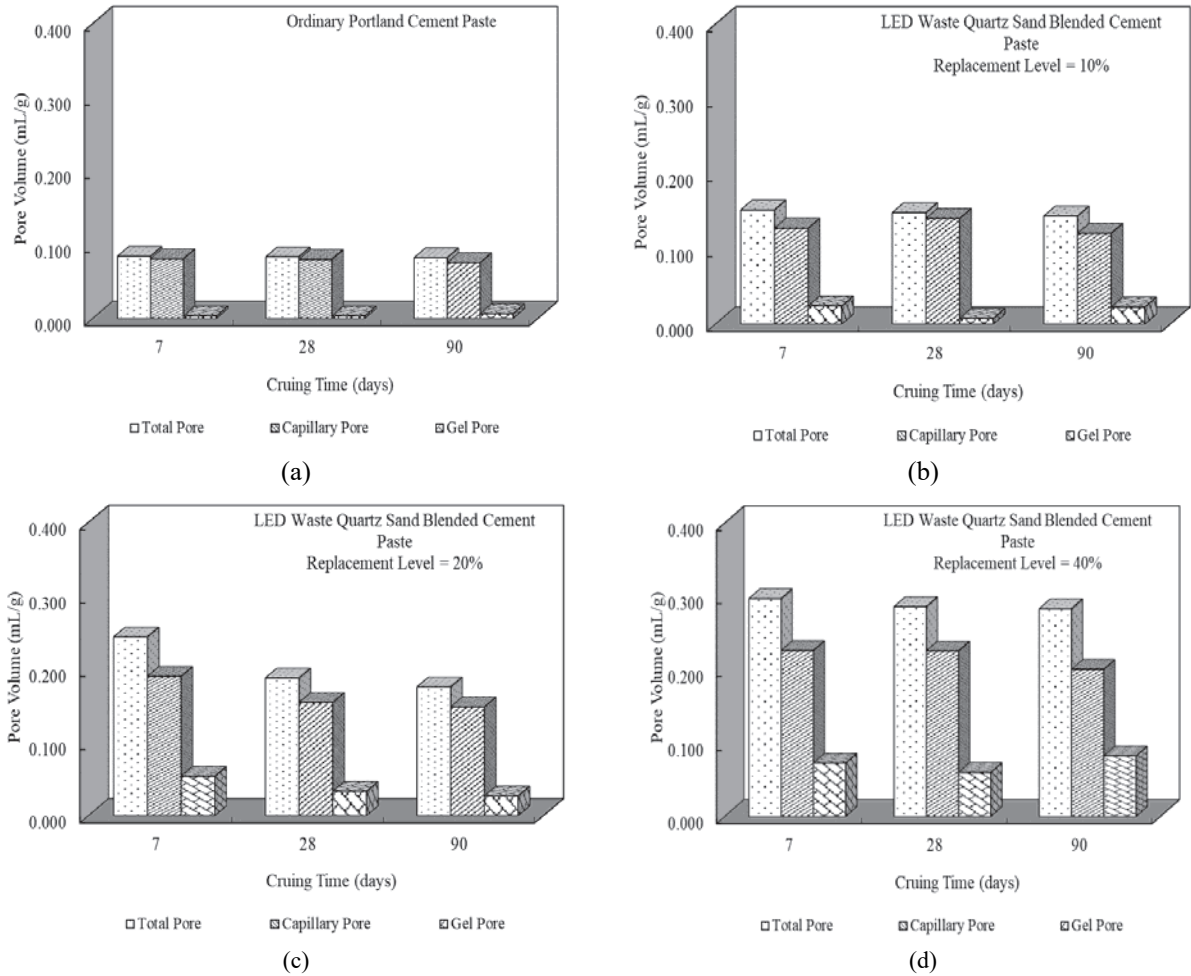 Ordinary Portland Cement Paste
Pore Volume (mL/g)
0.400
0.300
0.200
0.100
0.000
7 28 90
Cruing Time (days)
Total Pore Capillary Pore Gel Pore
(a)
LED Waste Quartz Sand Blended Cement
Paste
Replacement Level = 10%
Pore Volume (mL/g)
0.400
0.300
0.200
0.100
0.000
7 28 90
Cruing Time (days)
Total Pore Capillary Pore Gel Pore
(b)
LED Waste Quartz Sand Blended Cement
Paste
Replacement Level = 20%
Pore Volume (mL/g)
0.400
0.300
0.200
0.100
0.000
7 28 90
Cruing Time (days)
Total Pore Capillary Pore Gel Pore
(c)
LED Waste Quartz Sand Blended Cement
Paste
Replacement Level = 40%
Pore Volume (mL/g)
0.400
0.300
0.200
0.100
0.000
7 28 90
Cruing Time (days)
Total Pore Capillary Pore Gel Pore
(d)